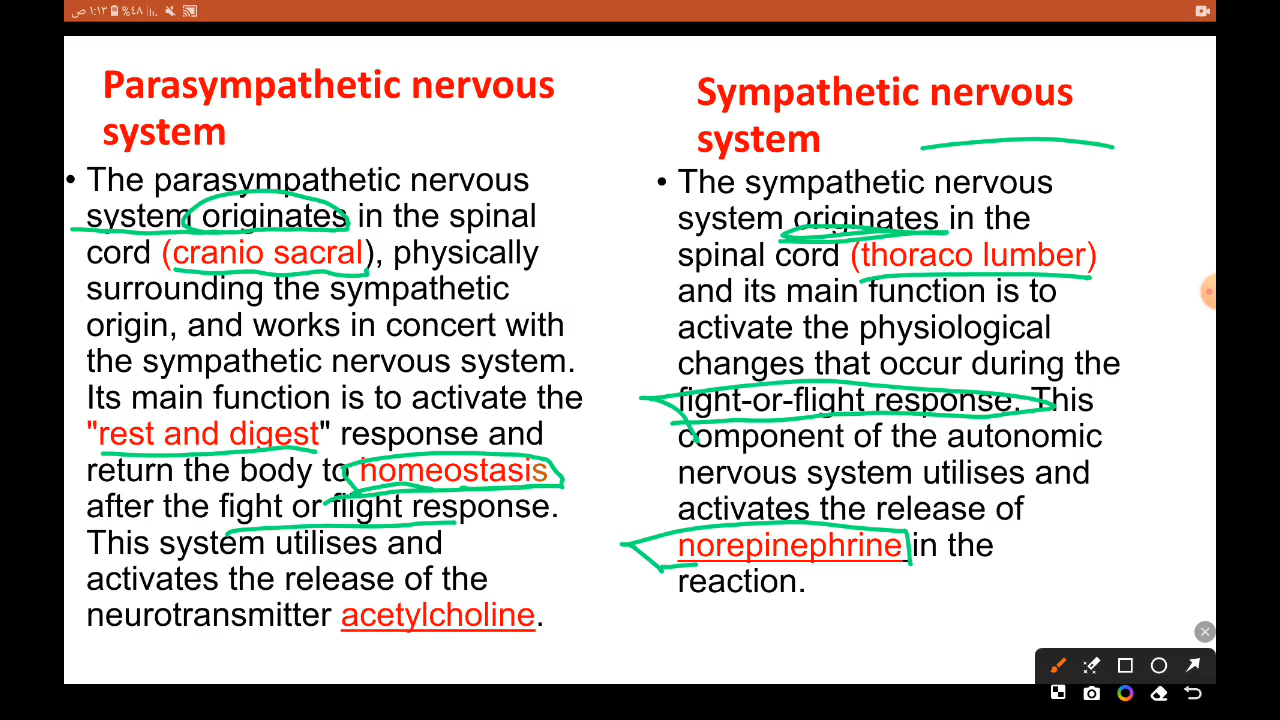 ١:١٣ ص
٤٨%
Parasympathetic nervous
system
• The parasympathetic nervous
system originates in the spinal
cord (cranio sacral), physically
surrounding the sympathetic
origin, and works in concert with
the sympathetic nervous system.
Its main function is to activate the
"rest and digest" response and
return the body to homeostasis
after the fight or flight response.
This system utilises and
activates the release of the
neurotransmitter acetylcholine.
Sympathetic nervous
system
• The sympathetic nervous
system originates in the
spinal cord (thoraco lumber)
and its main function is to
activate the physiological
changes that occur during the
fight-or-flight response. This
component of the autonomic
nervous system utilises and
activates the release of
norepinephrine in the
reaction.